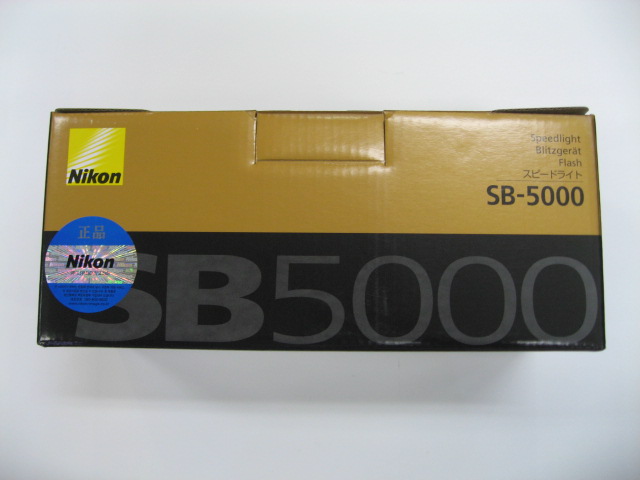 Nikon
Speedlight
Blitzgerät
Flash
スピードライト
SB-5000
正品
Nikon
SB5000